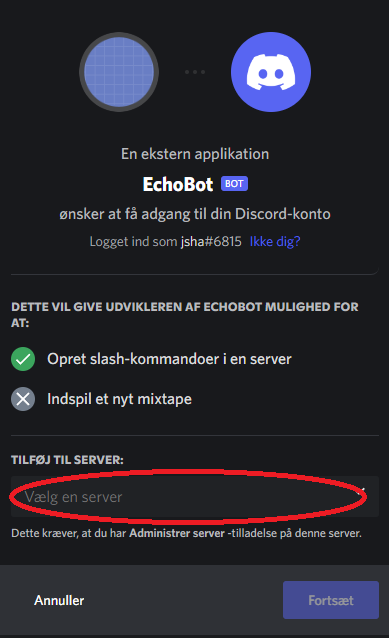 En ekstern applikation
EchoBot BOT
ønsker at få adgang til din Discord-konto
Logget ind som jsha#6815 Ikke dig?
DETTE VIL GIVE UDVIKLEREN AF ECHOBOT MULIGHED FOR
AT:
Opret slash-kommandoer i en server
Indspil et nyt mixtape
TILFØJ TIL SERVER:
Vælg en server
Dette kræver, at du har Administrer server -tilladelse på denne server.
Annuller
Fortsæt